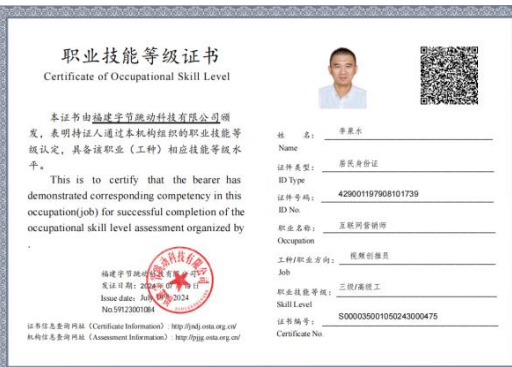 职业技能等级证书
Certificate of Occupational Skill Level
本证书由福建字节跳动科技有限公司颁
发，表明持证人通过本机构组织的职业技能等
级认定，具备该职业（工种）相应技能等级水
平。
This is to certify that the bearer has
demonstrated corresponding competency in this
occupation(job) for successful completion of the
occupational skill level assessment organized by
.
福建字节跳动科技有限公司
发证日期：2024年 07月 日
Issue date: July 2024
No.59123001084
证书信息查询网址（Certificate Information）: http://jndj.osta.org.cn/
机构信息查询网址（Assessment Information）: http://pjjg.osta.org.cn/
姓 名： 李泉水
Name
证件类型： 居民身份证
ID Type
证件号码： 429001197908101739
ID No.
职业名称： 互联网营销师
Occupation
工种/职业方向： 视频创推员
Job
职业技能等级： 三级/高级工
Skill Level
证书编号： S000035001050243000475
Certificate No.